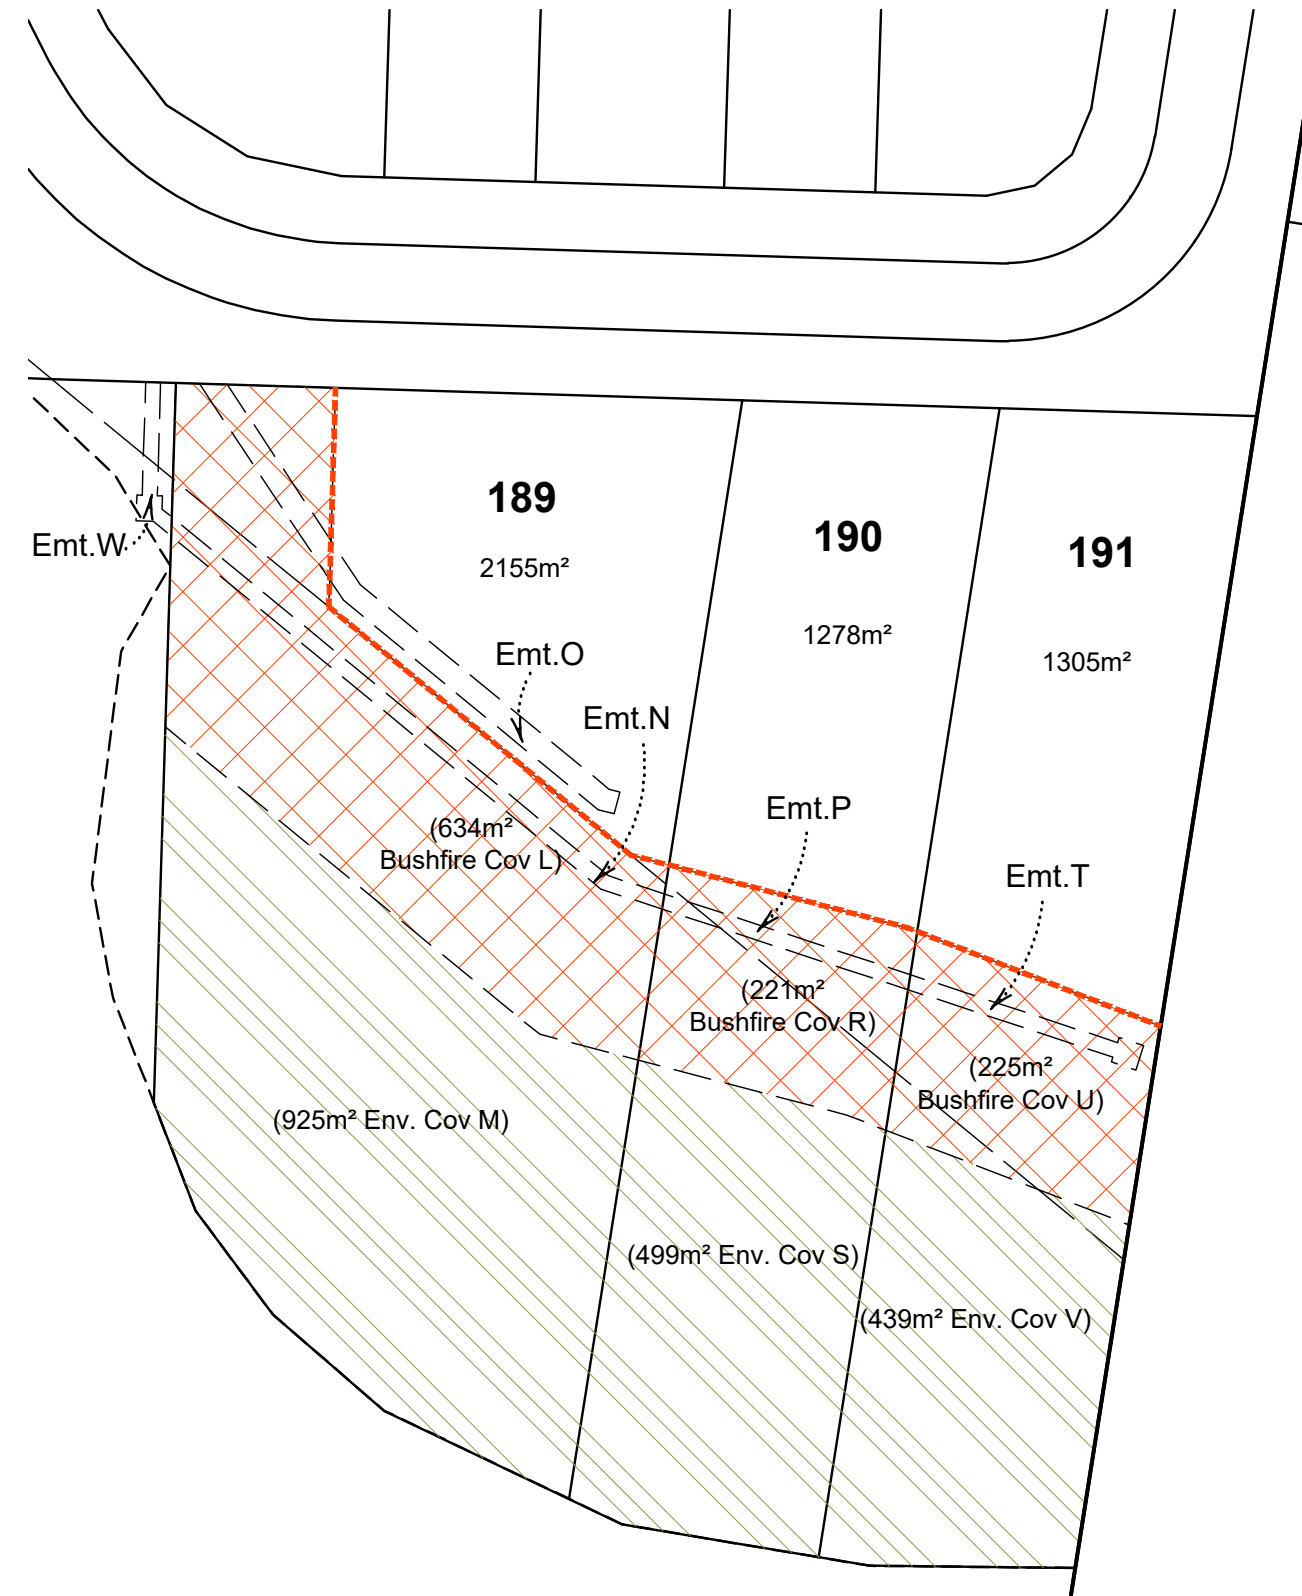 189
2155m²
190
1278m²
191
1305m²
Emt.W
Emt.O
Emt.N
Emt.P
Emt.T
(634m²
Bushfire Cov L)
(221m²
Bushfire Cov R)
(225m²
Bushfire Cov U)
(925m² Env. Cov M)
(499m² Env. Cov S)
(439m² Env. Cov V)